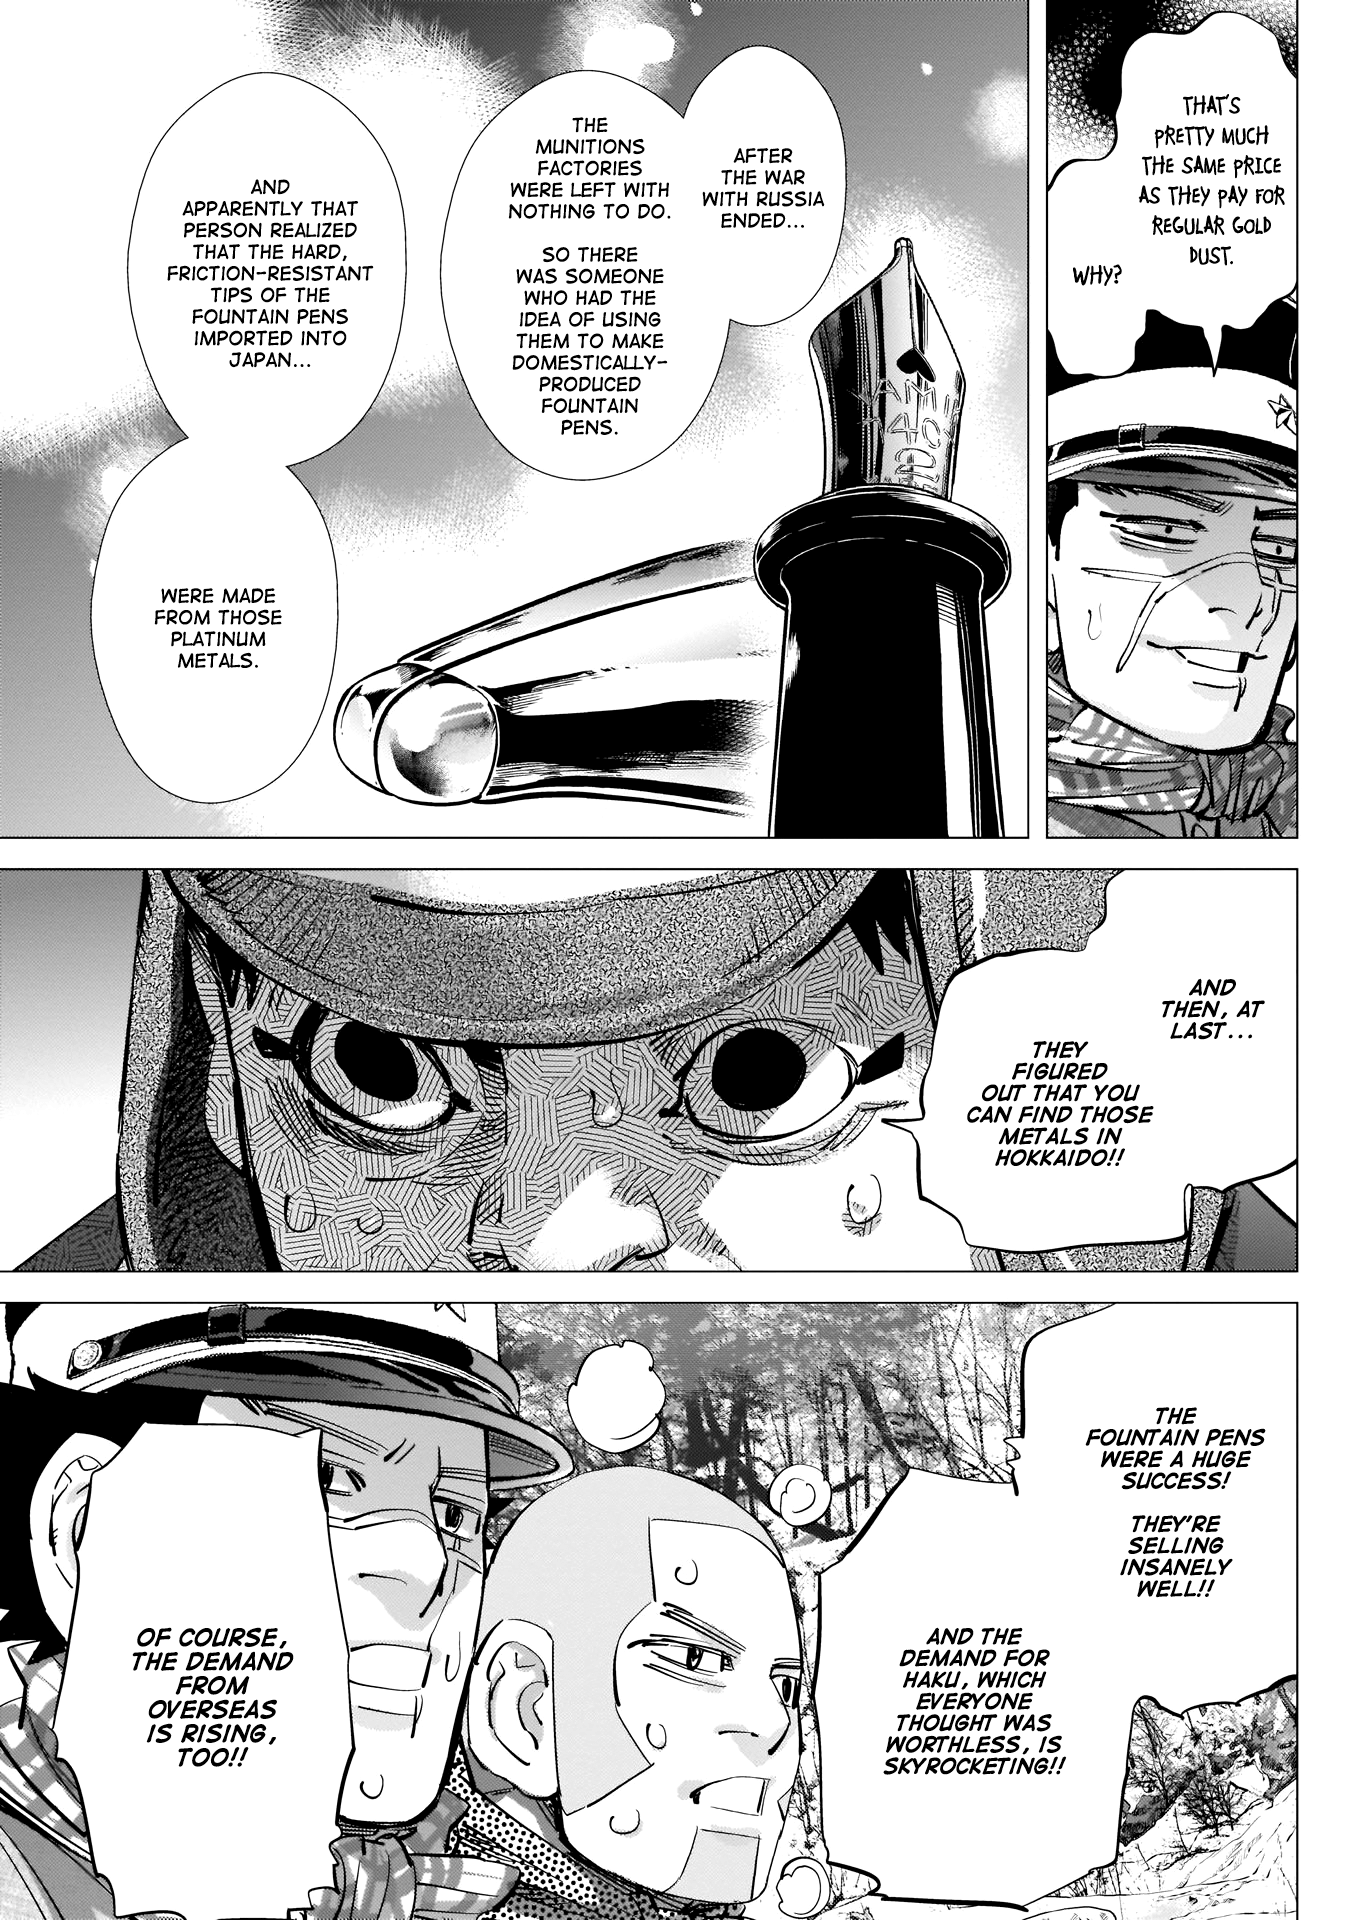 THAT'S
PRETTY MUCH
THE SAME PRICE
AS THEY PAY FOR
REGULAR GOLD
DUST.
WHY?
AFTER
THE WAR
WITH RUSSIA
ENDED...
THE
MUNITIONS
FACTORIES
WERE LEFT WITH
NOTHING TO DO.
SO THERE
WAS SOMEONE
WHO HAD THE
IDEA OF USING
THEM TO MAKE
DOMESTICALLY-
PRODUCED
FOUNTAIN
PENS.
AND
APPARENTLY THAT
PERSON REALIZED
THAT THE HARD,
FRICTION-RESISTANT
TIPS OF THE
FOUNTAIN PENS
IMPORTED INTO
JAPAN...
WERE MADE
FROM THOSE
PLATINUM
METALS.
AND
THEN, AT
LAST...
THEY
FIGURED
OUT THAT YOU
CAN FIND THOSE
METALS IN
HOKKAIDO!!
THE
FOUNTAIN PENS
WERE A HUGE
SUCCESS!
THEY'RE
SELLING
INSANELY
WELL!!
AND THE
DEMAND FOR
HAKU, WHICH
EVERYONE
THOUGHT WAS
WORTHLESS, IS
SKYROCKETING!!
OF COURSE,
THE DEMAND
FROM
OVERSEAS
IS RISING,
TOO!!